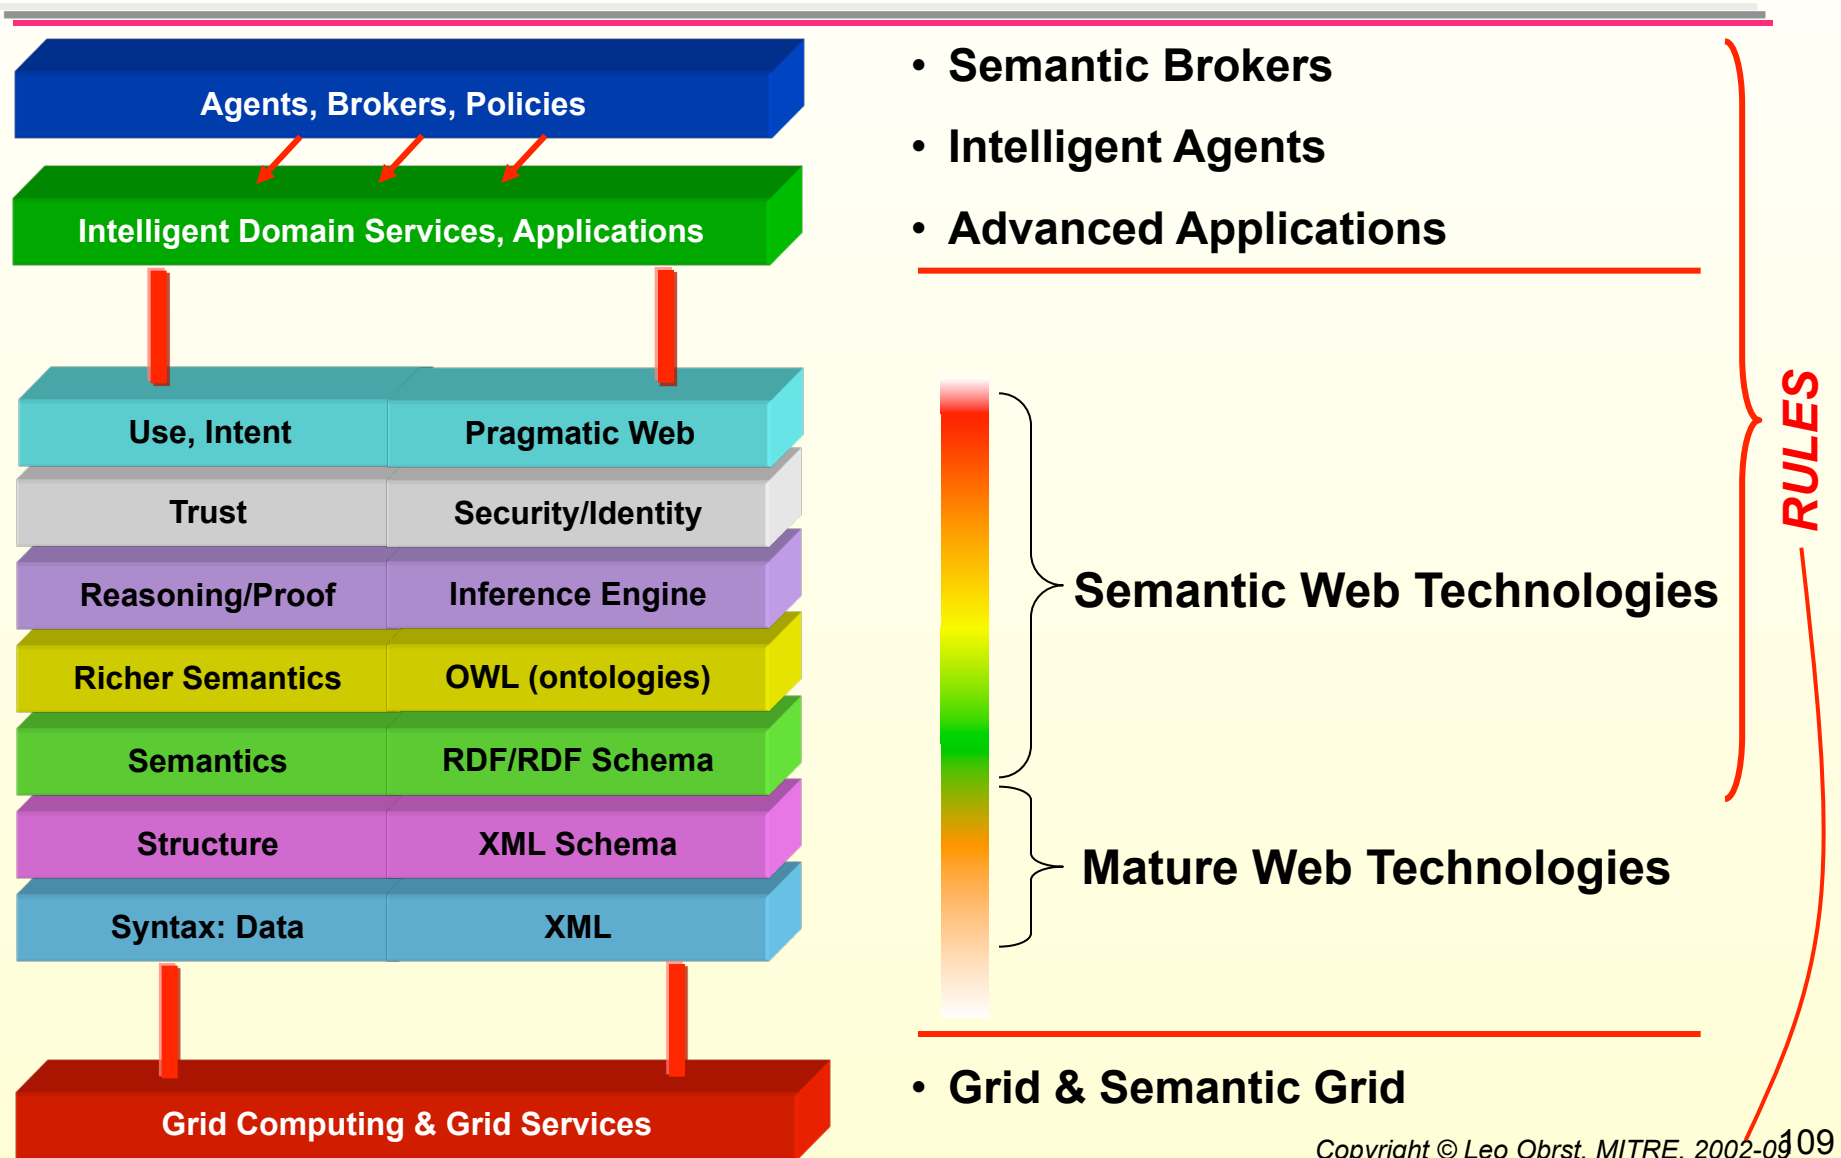 Agents, Brokers, Policies
Intelligent Domain Services, Applications
Use, Intent
Pragmatic Web
Trust
Security/Identity
Reasoning/Proof
Inference Engine
Richer Semantics
OWL (ontologies)
Semantics
RDF/RDF Schema
Structure
XML Schema
Syntax: Data
XML
Grid Computing & Grid Services
• Semantic Brokers
• Intelligent Agents
• Advanced Applications
Semantic Web Technologies
Mature Web Technologies
• Grid & Semantic Grid
RULES
Copyright © Leo Obrst, MITRE, 2002-09
109